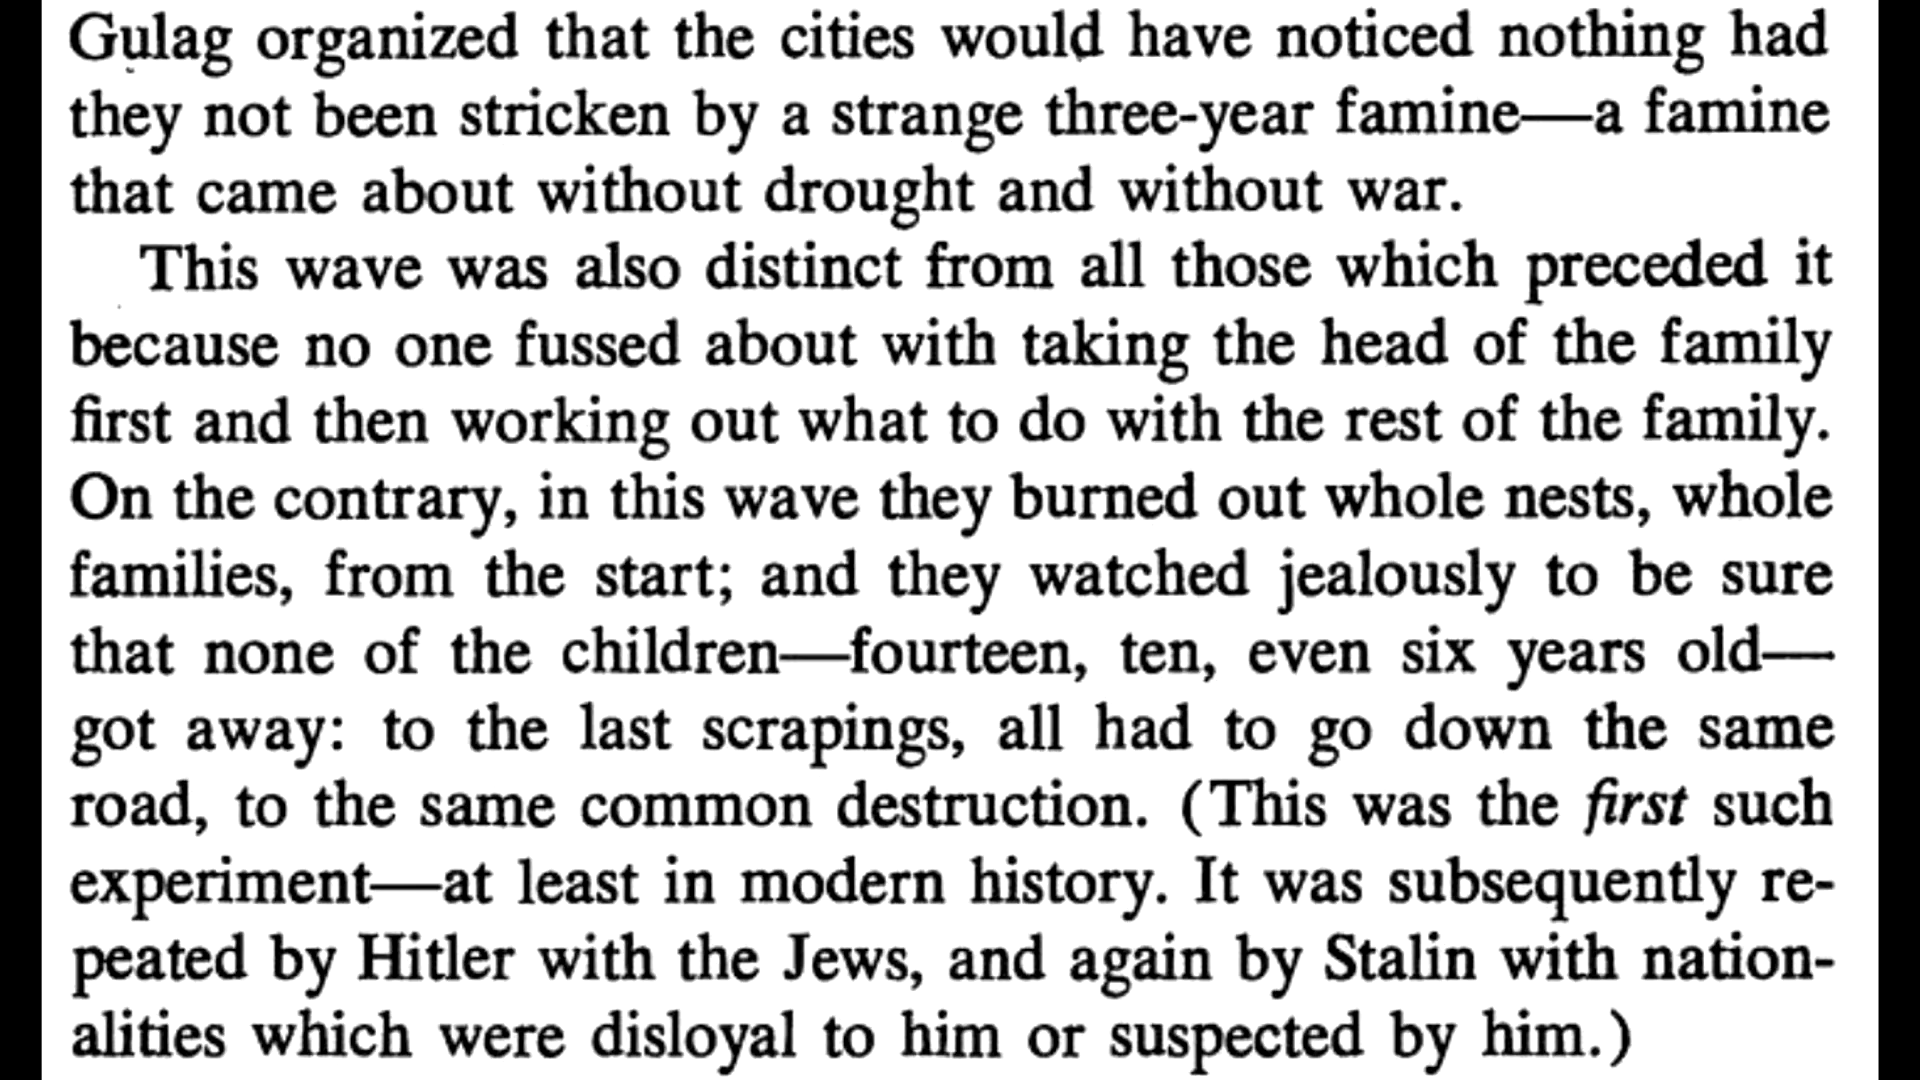 Gulag organized that the cities would have noticed nothing had
they not been stricken by a strange three-year famine—a famine
that came about without drought and without war.
This wave was also distinct from all those which preceded it
because no one fussed about with taking the head of the family
first and then working out what to do with the rest of the family.
On the contrary, in this wave they burned out whole nests, whole
families, from the start; and they watched jealously to be sure
that none of the children—fourteen, ten, even six years old—
got away: to the last scrapings, all had to go down the same
road, to the same common destruction. (This was the first such
experiment—at least in modern history. It was subsequently re-
peated by Hitler with the Jews, and again by Stalin with nation-
alities which were disloyal to him or suspected by him.)